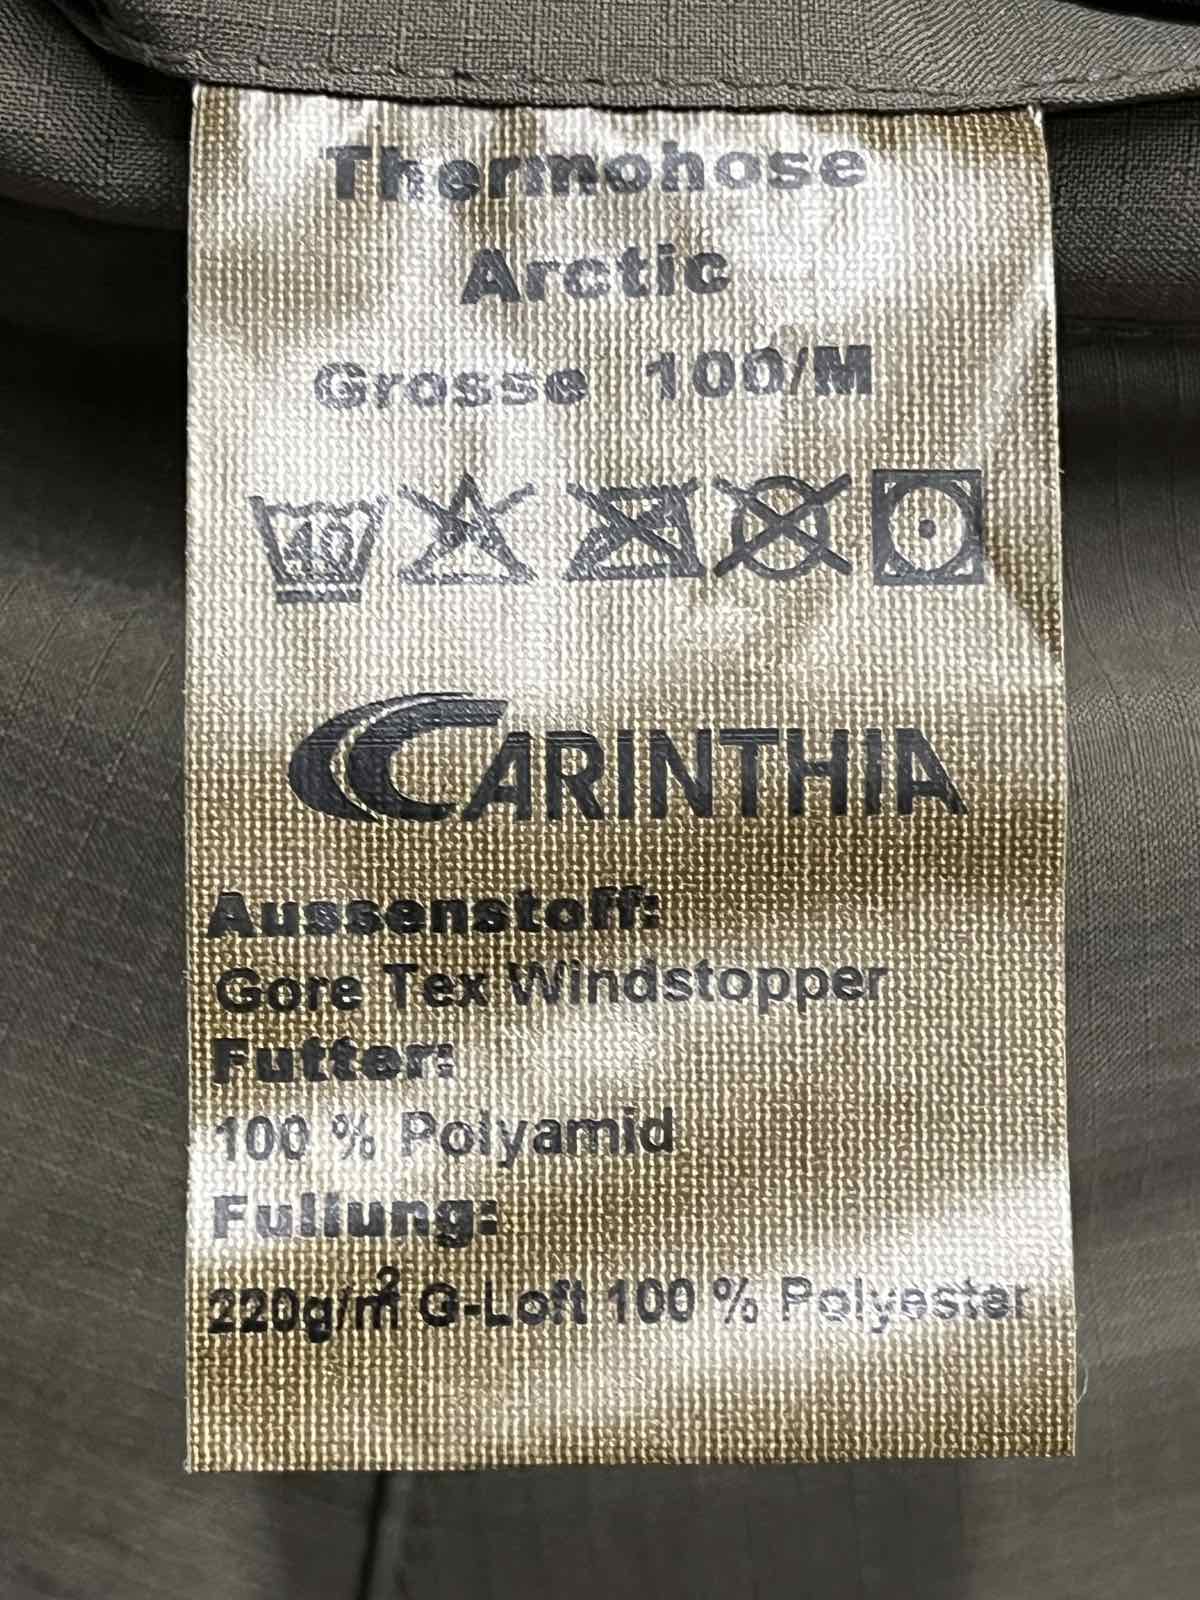 Thermohose
Arctic
Grosse 100/M
40
CARINTHIA
Aussenstoff:
Gore Tex Windstopper
Futter:
100 % Polyamid
Fullung:
220g/m² G-Loft 100 % Polyester